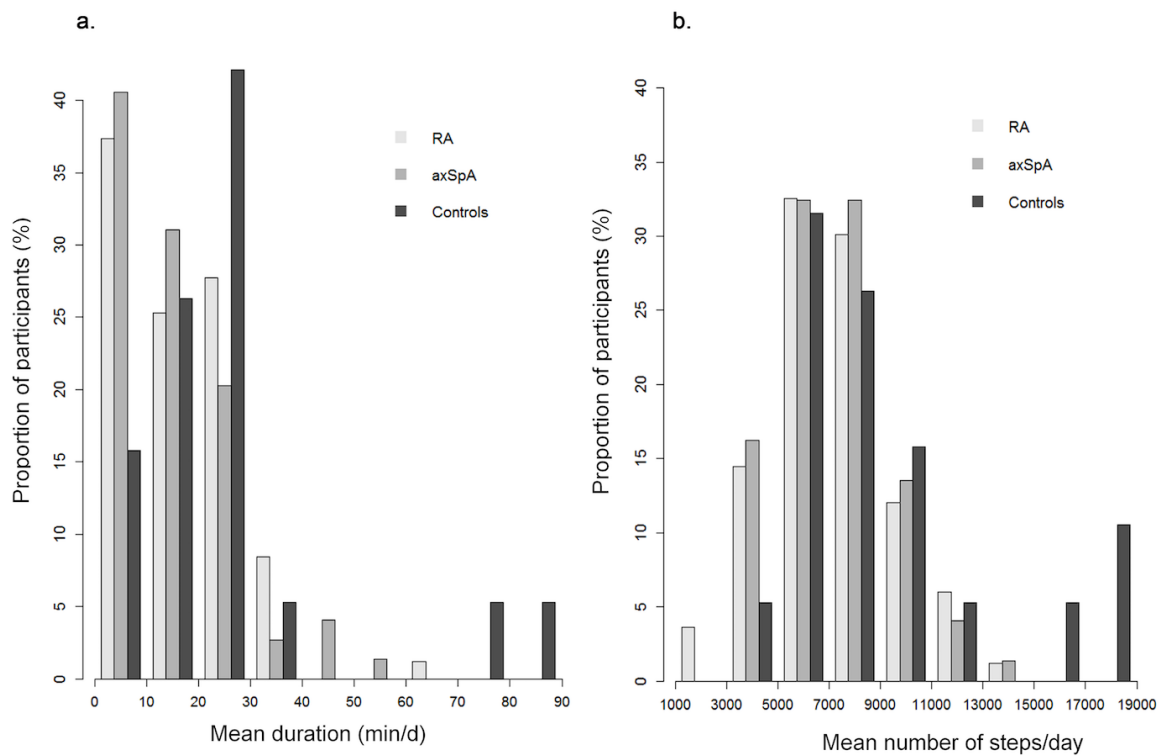 a.
Proportion of participants (%)
40
35
30
25
20
15
10
5
0
RA
axSpA
Controls
0 10 20 30 40 50 60 70 80 90
Mean duration (min/d)
b.
Proportion of participants (%)
40
35
30
25
20
15
10
5
0
RA
axSpA
Controls
1000 3000 5000 7000 9000 11000 13000 15000 17000 19000
Mean number of steps/day